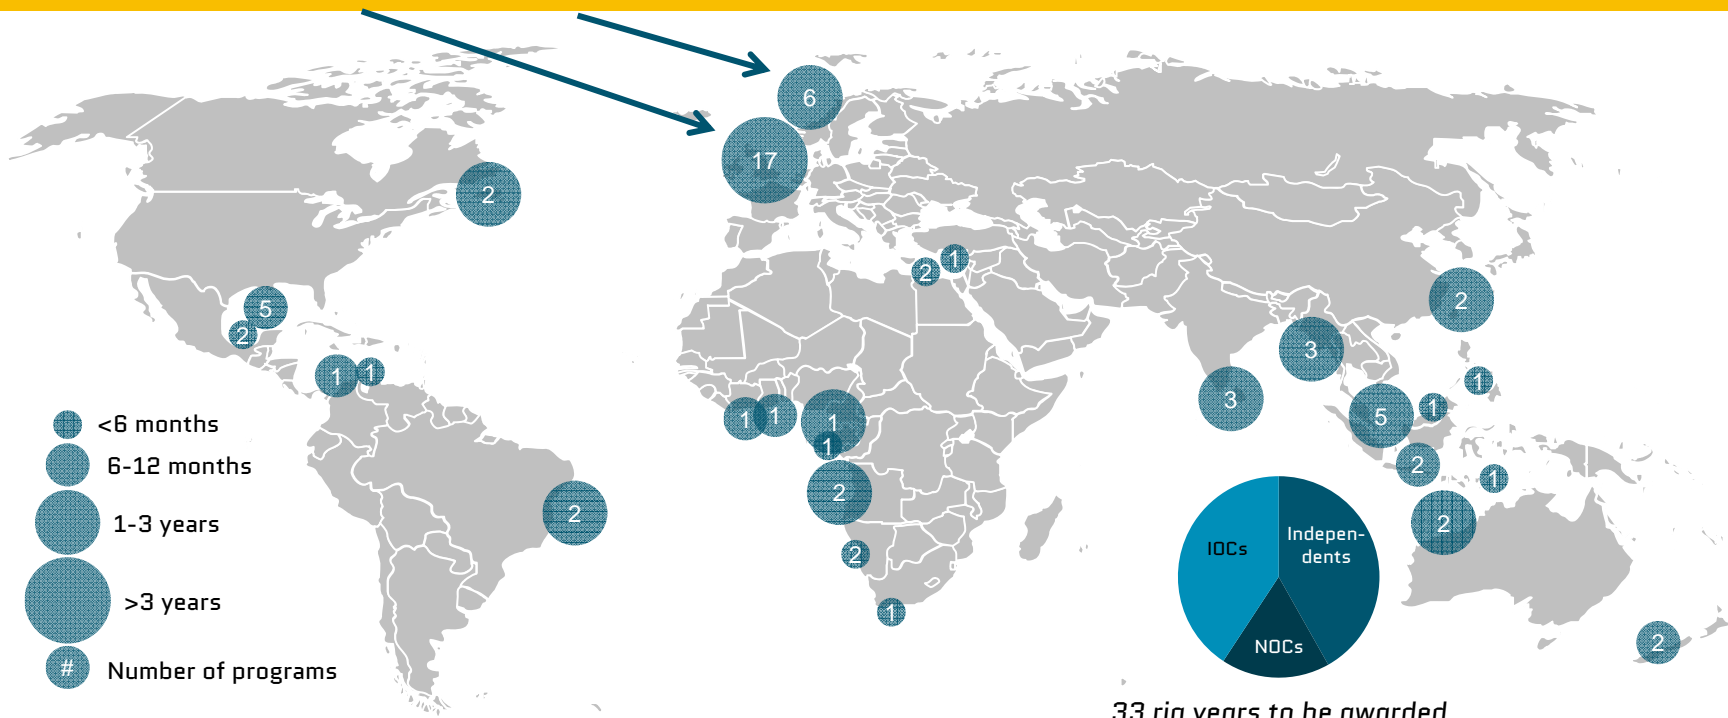 6
17
2
1
2
5
2
2
1
1
3
3
1
1
5
1
1
1
1
2
1
2
2
1
2
2
2
1
2
<6 months
6-12 months
1-3 years
>3 years
# Number of programs
IOCs
Indepen-
dents
NOCs
33 rig years to be awarded